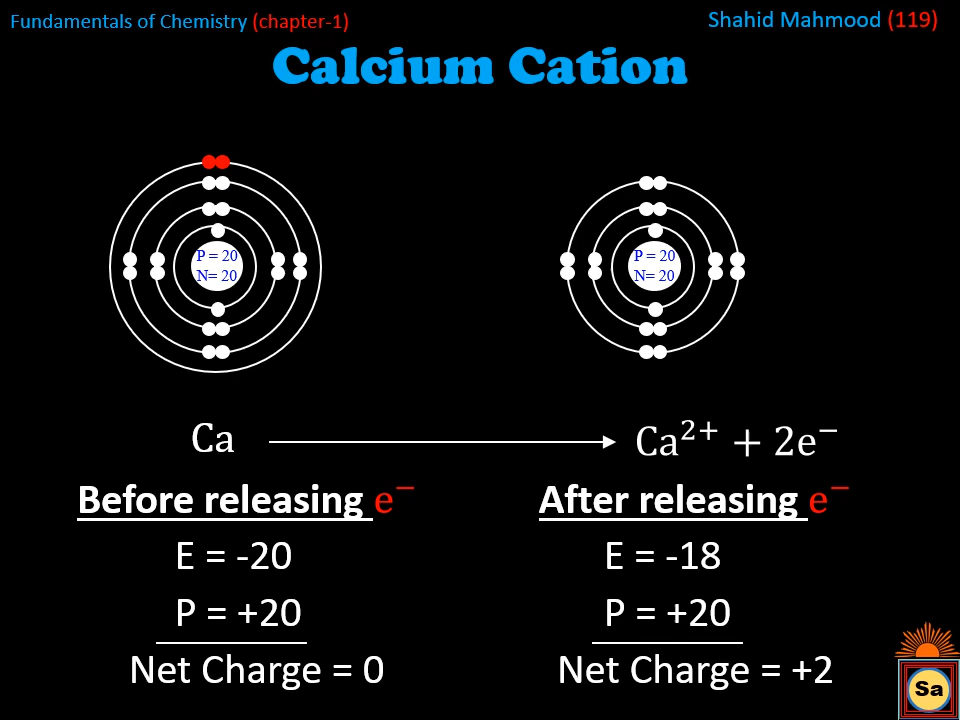 Fundamentals of Chemistry (chapter-1)
Shahid Mahmood (119)
Calcium Cation
P = 20
N= 20
P = 20
N= 20
Ca
Ca²⁺ + 2e⁻
Before releasing e⁻
After releasing e⁻
E = -20
E = -18
P = +20
P = +20
Net Charge = 0
Net Charge = +2
Sa